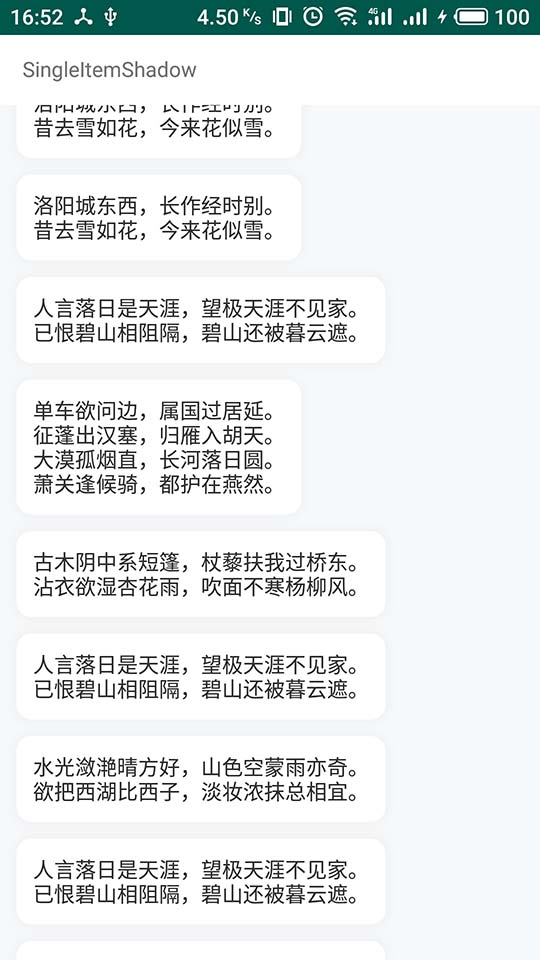 16:52 4.50 K/s 4G 100
SingleItemShadow
洛阳城东西，长作经时别。
昔去雪如花，今来花似雪。
洛阳城东西，长作经时别。
昔去雪如花，今来花似雪。
人言落日是天涯，望极天涯不见家。
已恨碧山相阻隔，碧山还被暮云遮。
单车欲问边，属国过居延。
征蓬出汉塞，归雁入胡天。
大漠孤烟直，长河落日圆。
萧关逢候骑，都护在燕然。
古木阴中系短篷，杖藜扶我过桥东。
沾衣欲湿杏花雨，吹面不寒杨柳风。
人言落日是天涯，望极天涯不见家。
已恨碧山相阻隔，碧山还被暮云遮。
水光潋滟晴方好，山色空蒙雨亦奇。
欲把西湖比西子，淡妆浓抹总相宜。
人言落日是天涯，望极天涯不见家。
已恨碧山相阻隔，碧山还被暮云遮。